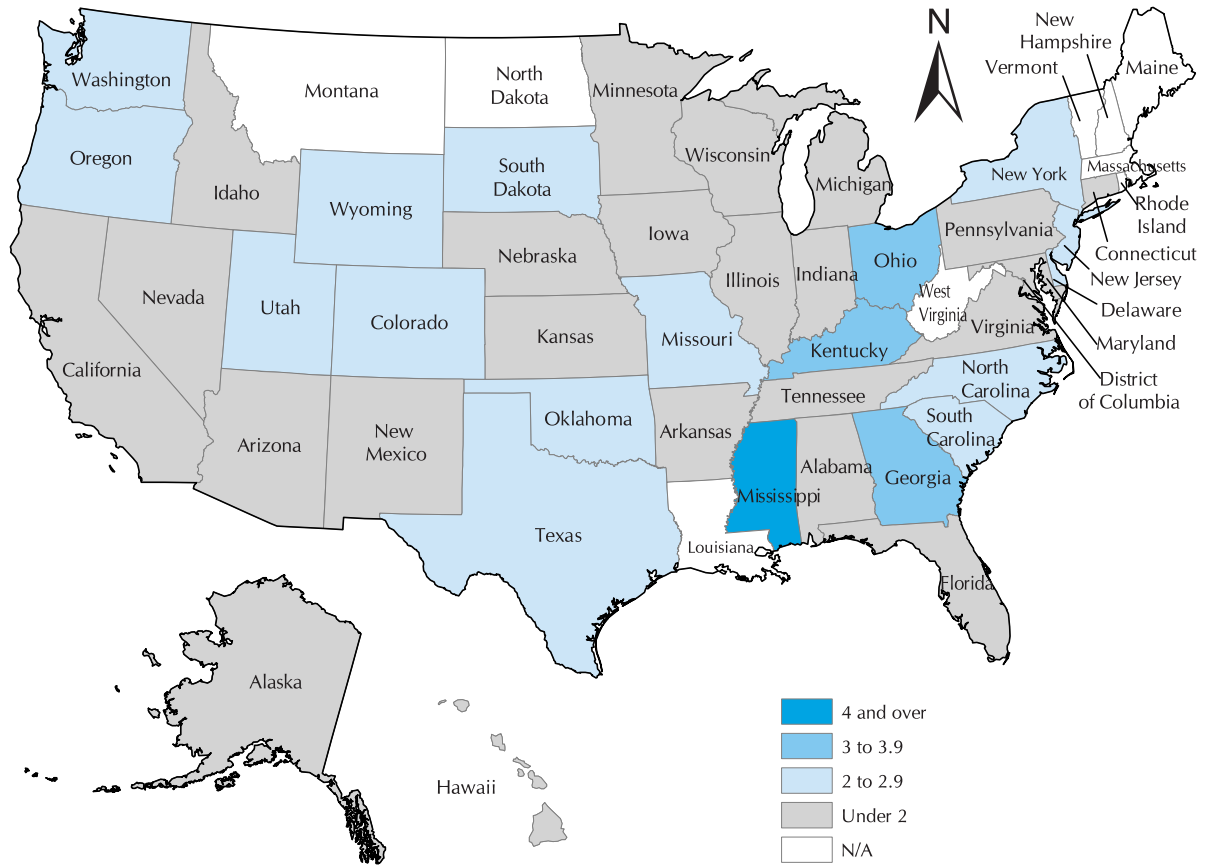 N
New
Hampshire
Vermont
Maine
Washington
Montana
North
Dakota
Minnesota
Oregon
Idaho
South
Dakota
Wisconsin
Michigan
New York
Massachusetts
Rhode
Island
Wyoming
Connecticut
Nebraska
Iowa
Pennsylvania
New Jersey
Nevada
Utah
Colorado
Illinois
Indiana
Ohio
West
Virginia
Delaware
Kansas
Missouri
Kentucky
Virginia
Maryland
California
District
of Columbia
North
Carolina
Tennessee
Arizona
New
Mexico
Oklahoma
Arkansas
South
Carolina
Mississippi
Alabama
Georgia
Texas
Louisiana
Florida
Alaska
Hawaii
4 and over
3 to 3.9
2 to 2.9
Under 2
N/A